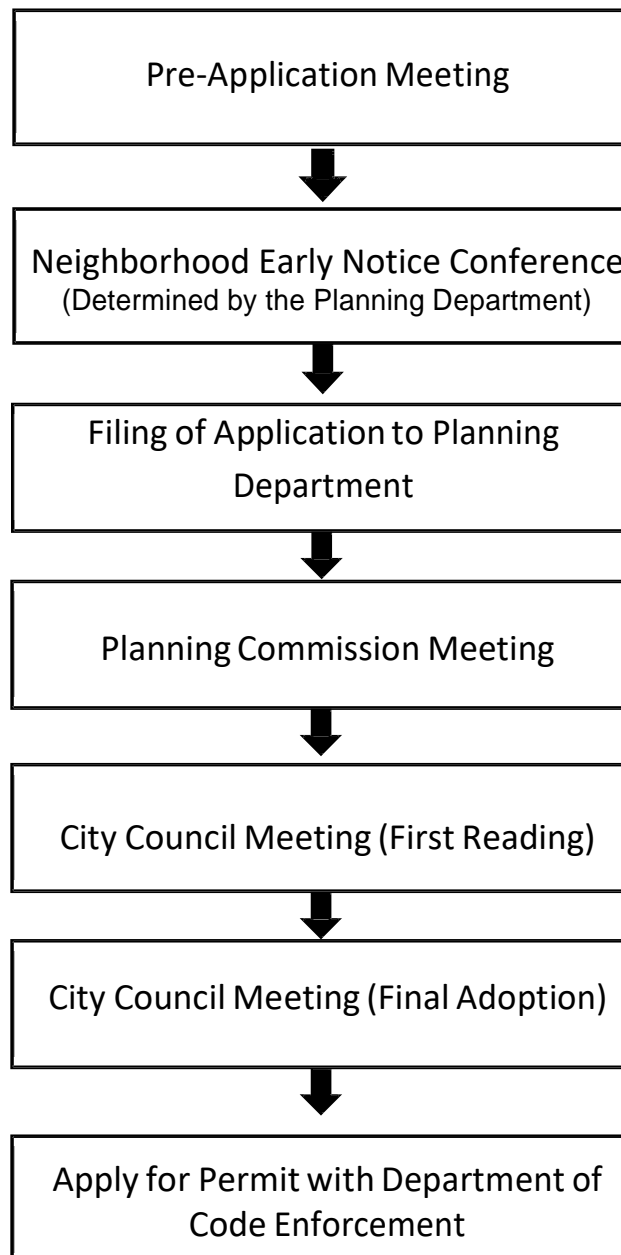 Pre-Application Meeting
Neighborhood Early Notice Conference
(Determined by the Planning Department)
Filing of Application to Planning
Department
Planning Commission Meeting
City Council Meeting (First Reading)
City Council Meeting (Final Adoption)
Apply for Permit with Department of
Code Enforcement